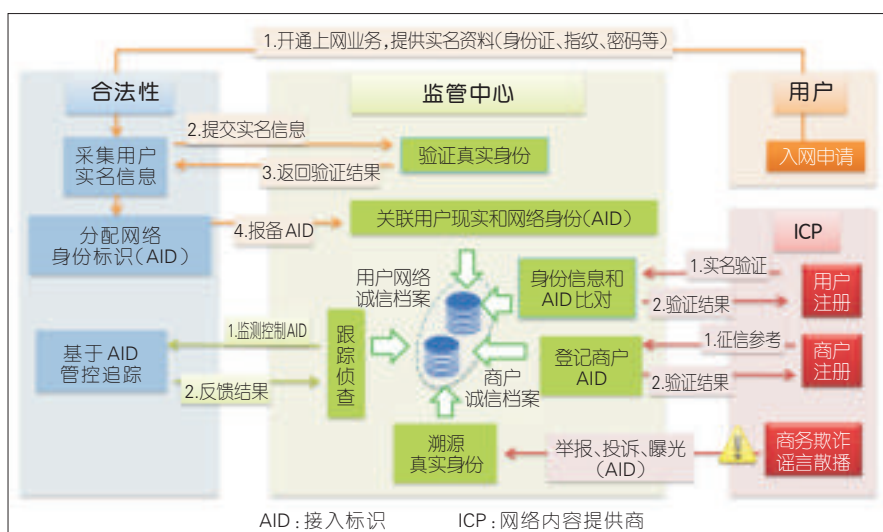 1.开通上网业务,提供实名资料(身份证、指纹、密码等)
合法性
监管中心
用户
2.提交实名信息
采集用户
实名信息
验证真实身份
入网申请
3.返回验证结果
4.报备AID
关联用户现实和网络身份(AID)
分配网络
身份标识(AID)
ICP
用户网络
诚信档案
身份信息和
AID比对
1.实名验证
2.验证结果
用户
注册
基于AID
管控追踪
1.监测控制AID
2.反馈结果
跟
踪
侦
查
登记商户
AID
1.征信参考
2.验证结果
商户
注册
商户
诚信档案
溯源
真实身份
举报、投诉、曝光
(AID)
商务欺诈
谣言散播
AID:接入标识 ICP:网络内容提供商